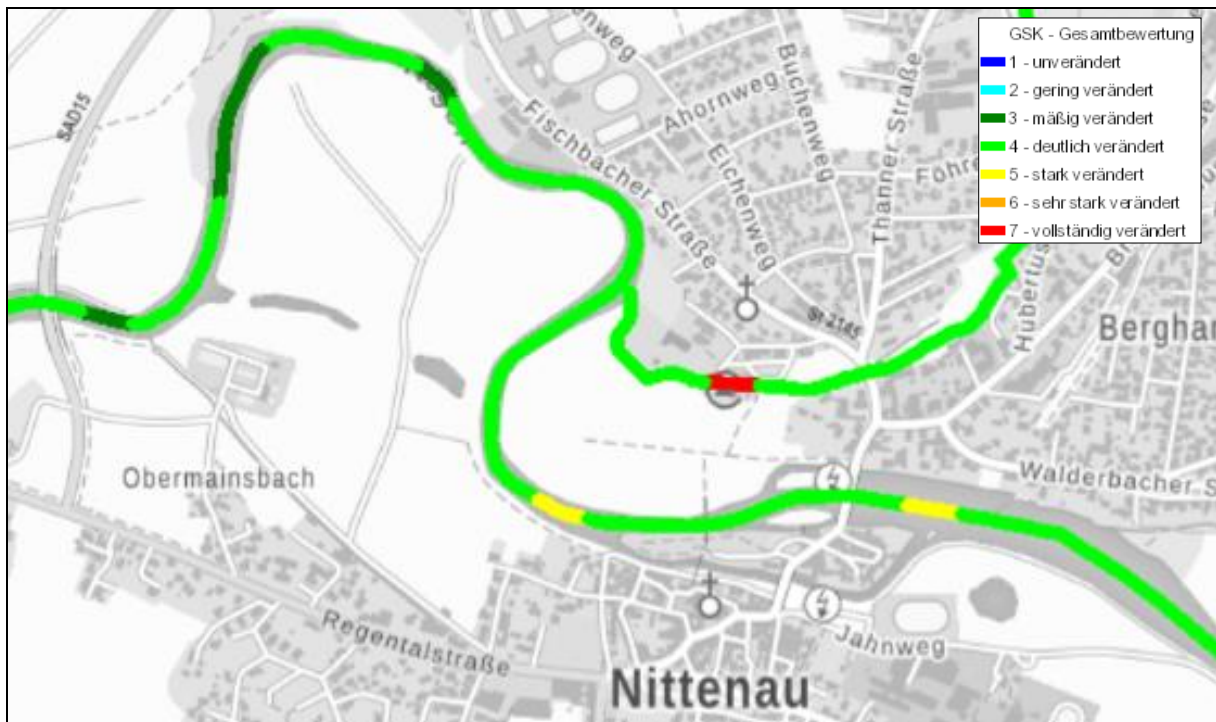 GSK - Gesamtbewertung
1 - unverändert
2 - gering verändert
3 - mäßig verändert
4 - deutlich verändert
5 - stark verändert
6 - sehr stark verändert
7 - vollständig verändert
SAD15
Fischbacher Straße
Ahornweg
Buchenweg
Eichenweg
Thanner Straße
Föhre
St 2145
Hubertus
Berghar
Walderbacher S
Obermainsbach
Regentalstraße
Jahnweg
Nittenau